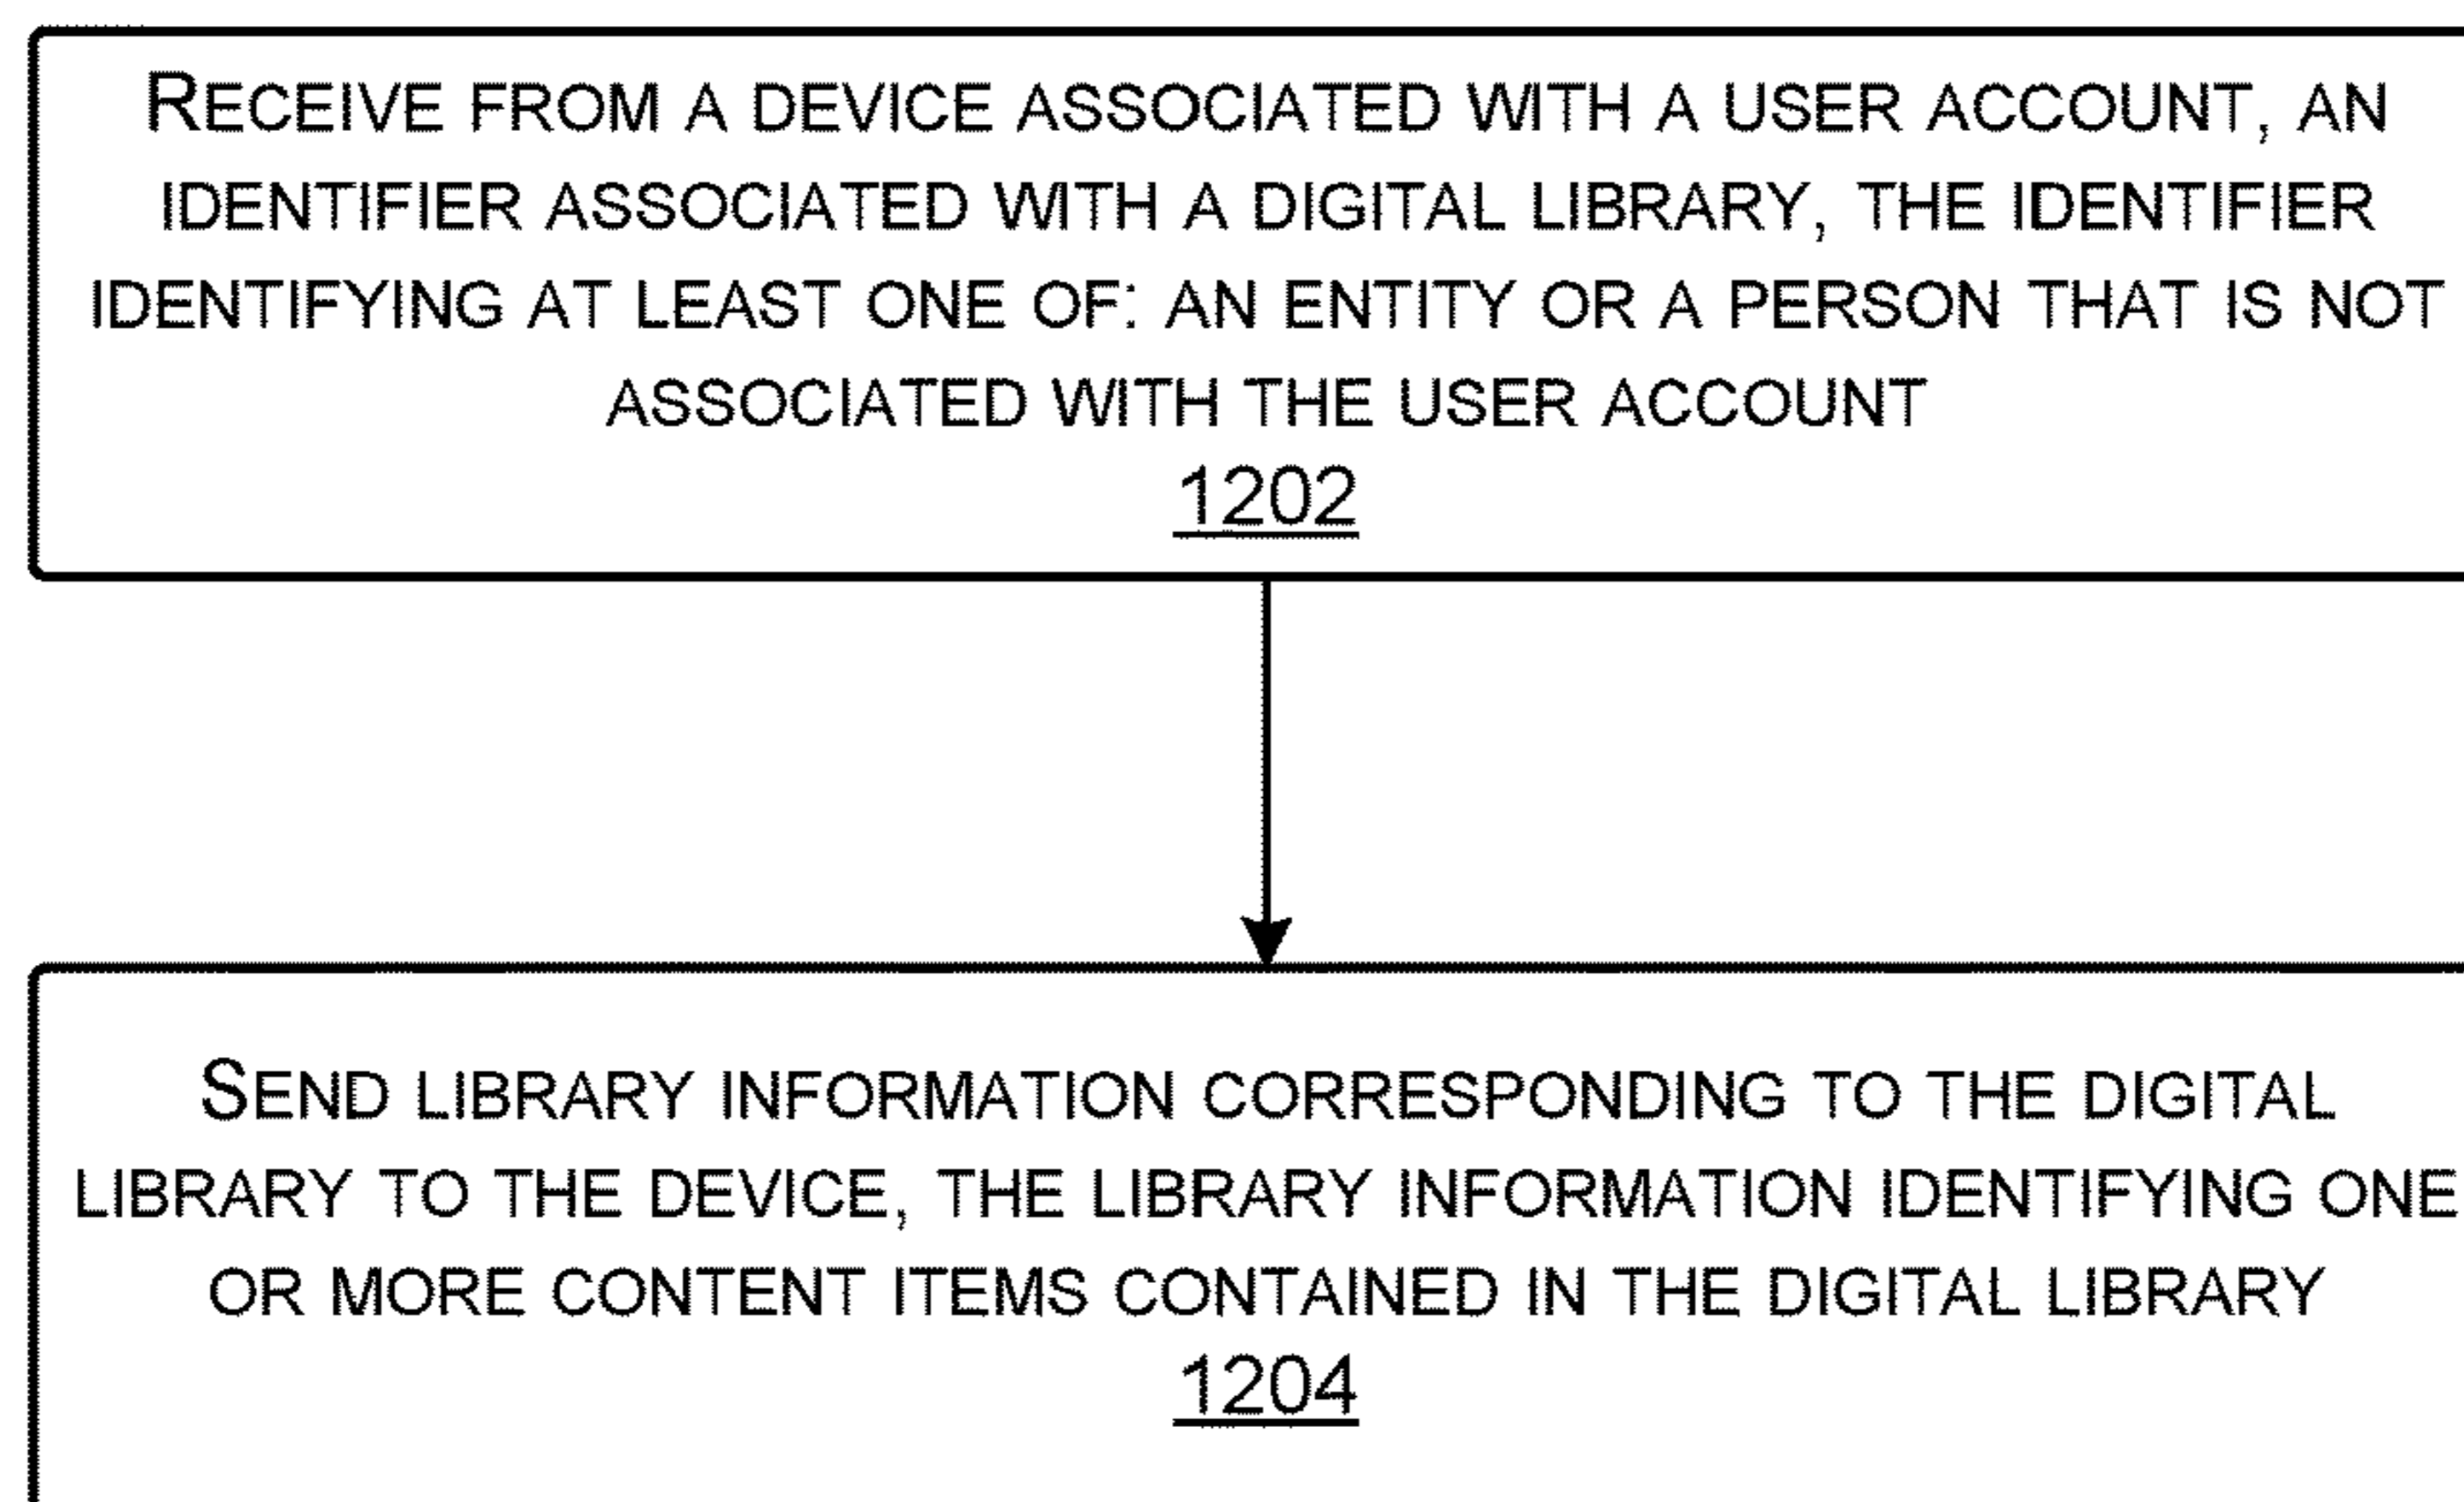 RECEIVE FROM A DEVICE ASSOCIATED WITH A USER ACCOUNT, AN
IDENTIFIER ASSOCIATED WITH A DIGITAL LIBRARY, THE IDENTIFIER
IDENTIFYING AT LEAST ONE OF: AN ENTITY OR A PERSON THAT IS NOT
ASSOCIATED WITH THE USER ACCOUNT
1202
SEND LIBRARY INFORMATION CORRESPONDING TO THE DIGITAL
LIBRARY TO THE DEVICE, THE LIBRARY INFORMATION IDENTIFYING ONE
OR MORE CONTENT ITEMS CONTAINED IN THE DIGITAL LIBRARY
1204